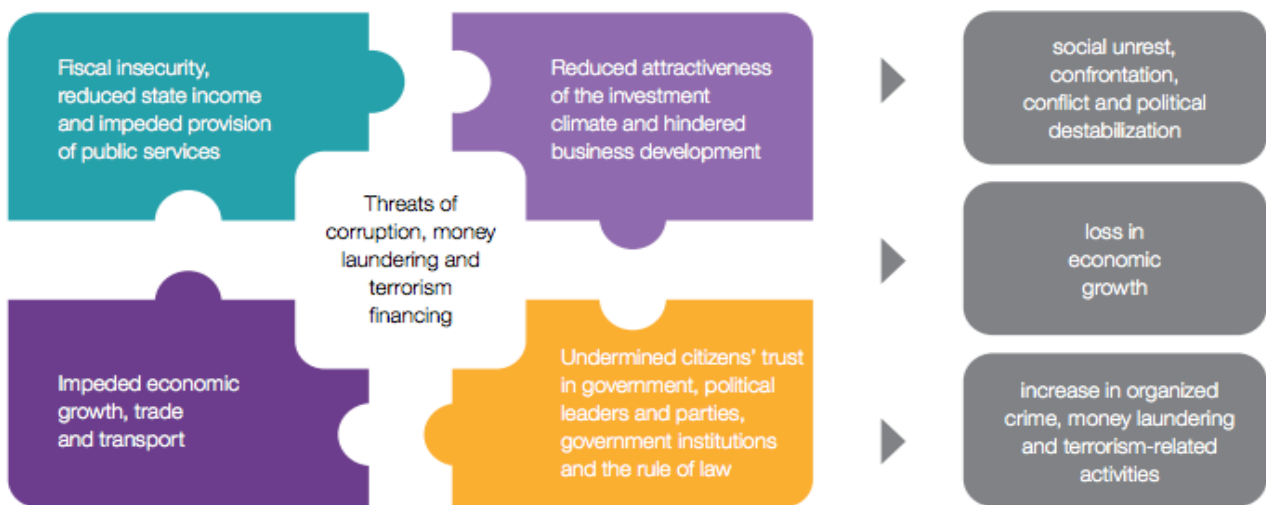 Fiscal insecurity,
reduced state income
and impeded provision
of public services
Reduced attractiveness
of the investment
climate and hindered
business development
Threats of
corruption, money
laundering and
terrorism
financing
Impeded economic
growth, trade
and transport
Undermined citizens’ trust
in government, political
leaders and parties,
government institutions
and the rule of law
social unrest,
confrontation,
conflict and political
destabilization
loss in
economic
growth
increase in organized
crime, money laundering
and terrorism-related
activities